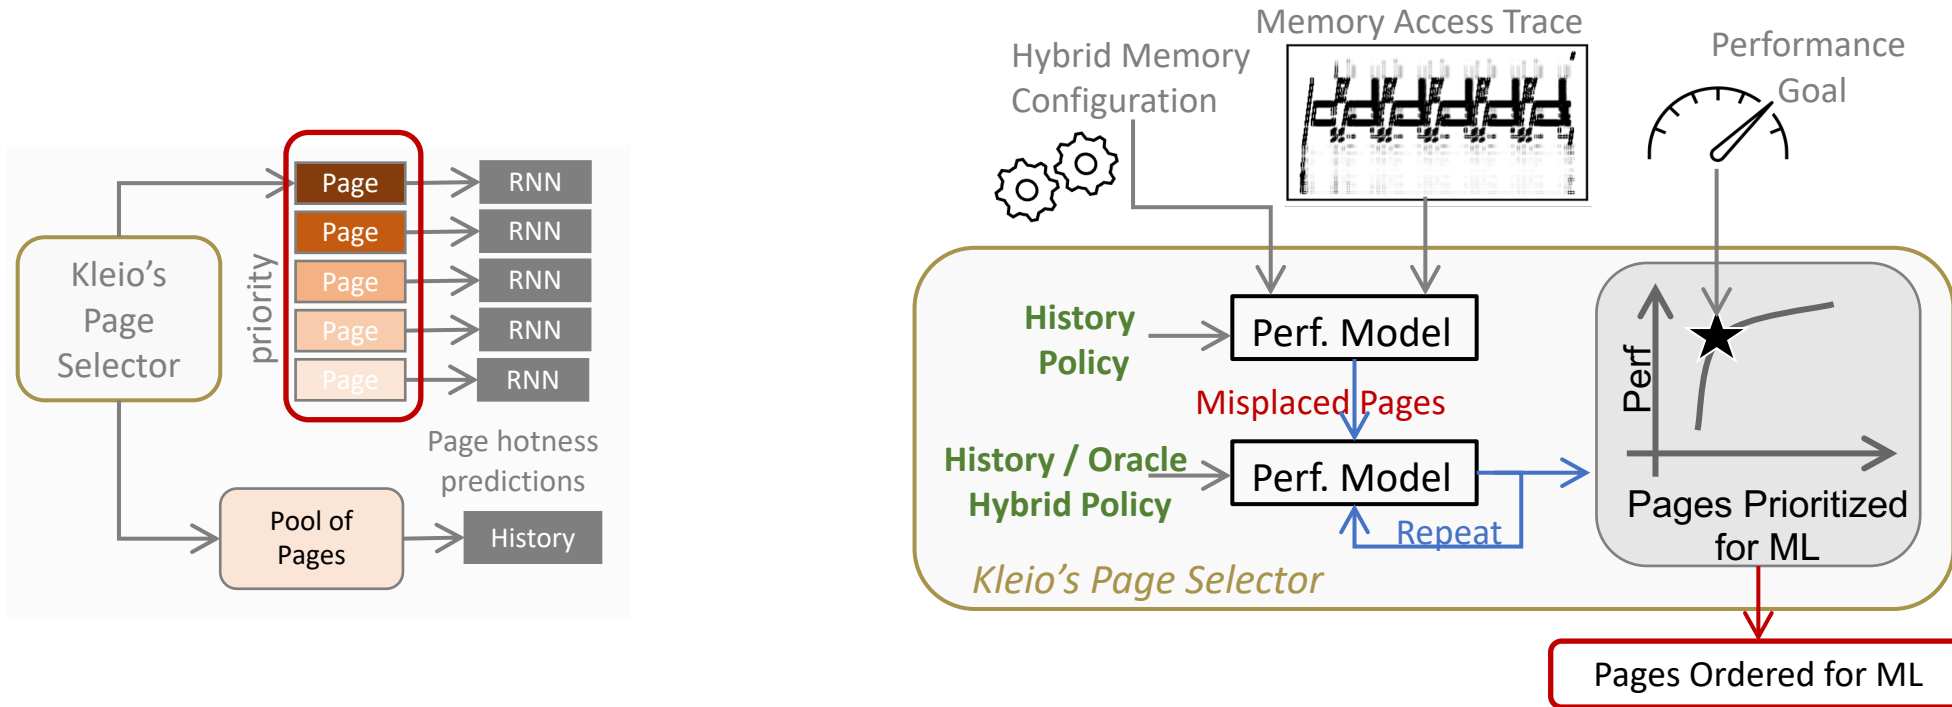 Kleio's
Page
Selector
priority
Page
RNN
Page
RNN
Page
RNN
Page
RNN
Page
RNN
Page hotness
predictions
Pool of
Pages
History
Hybrid Memory
Configuration
Memory Access Trace
Performance
Goal
History
Policy
Perf. Model
Misplaced Pages
History / Oracle
Hybrid Policy
Perf. Model
Repeat
Kleio's Page Selector
Perf
Pages Prioritized
for ML
Pages Ordered for ML